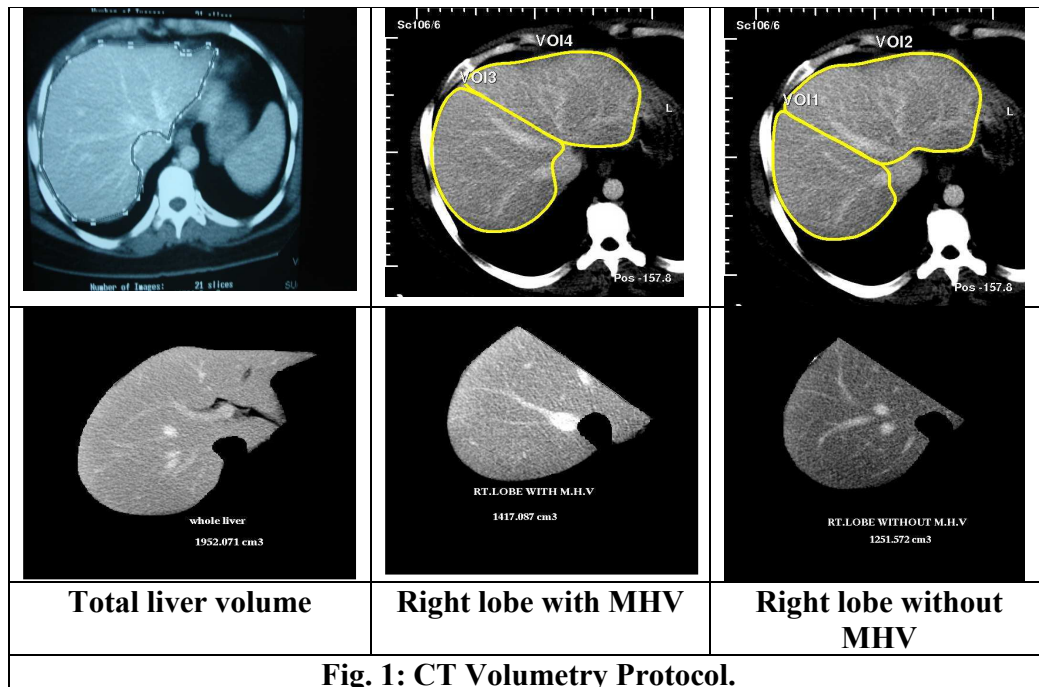 Number of Images: 21 slices
SU
Sc106/6
VOI4
VOI3
L
Pos -157.8
Sc106/6
VOI2
VOI1
L
Pos -157.8
whole liver
1952.071 cm3
RT.LOBE WITH M.H.V
1417.087 cm3
RT.LOBE WITHOUT M.H.V
1251.572 cm3
Total liver volume
Right lobe with MHV
Right lobe without
MHV
Fig. 1: CT Volumetry Protocol.